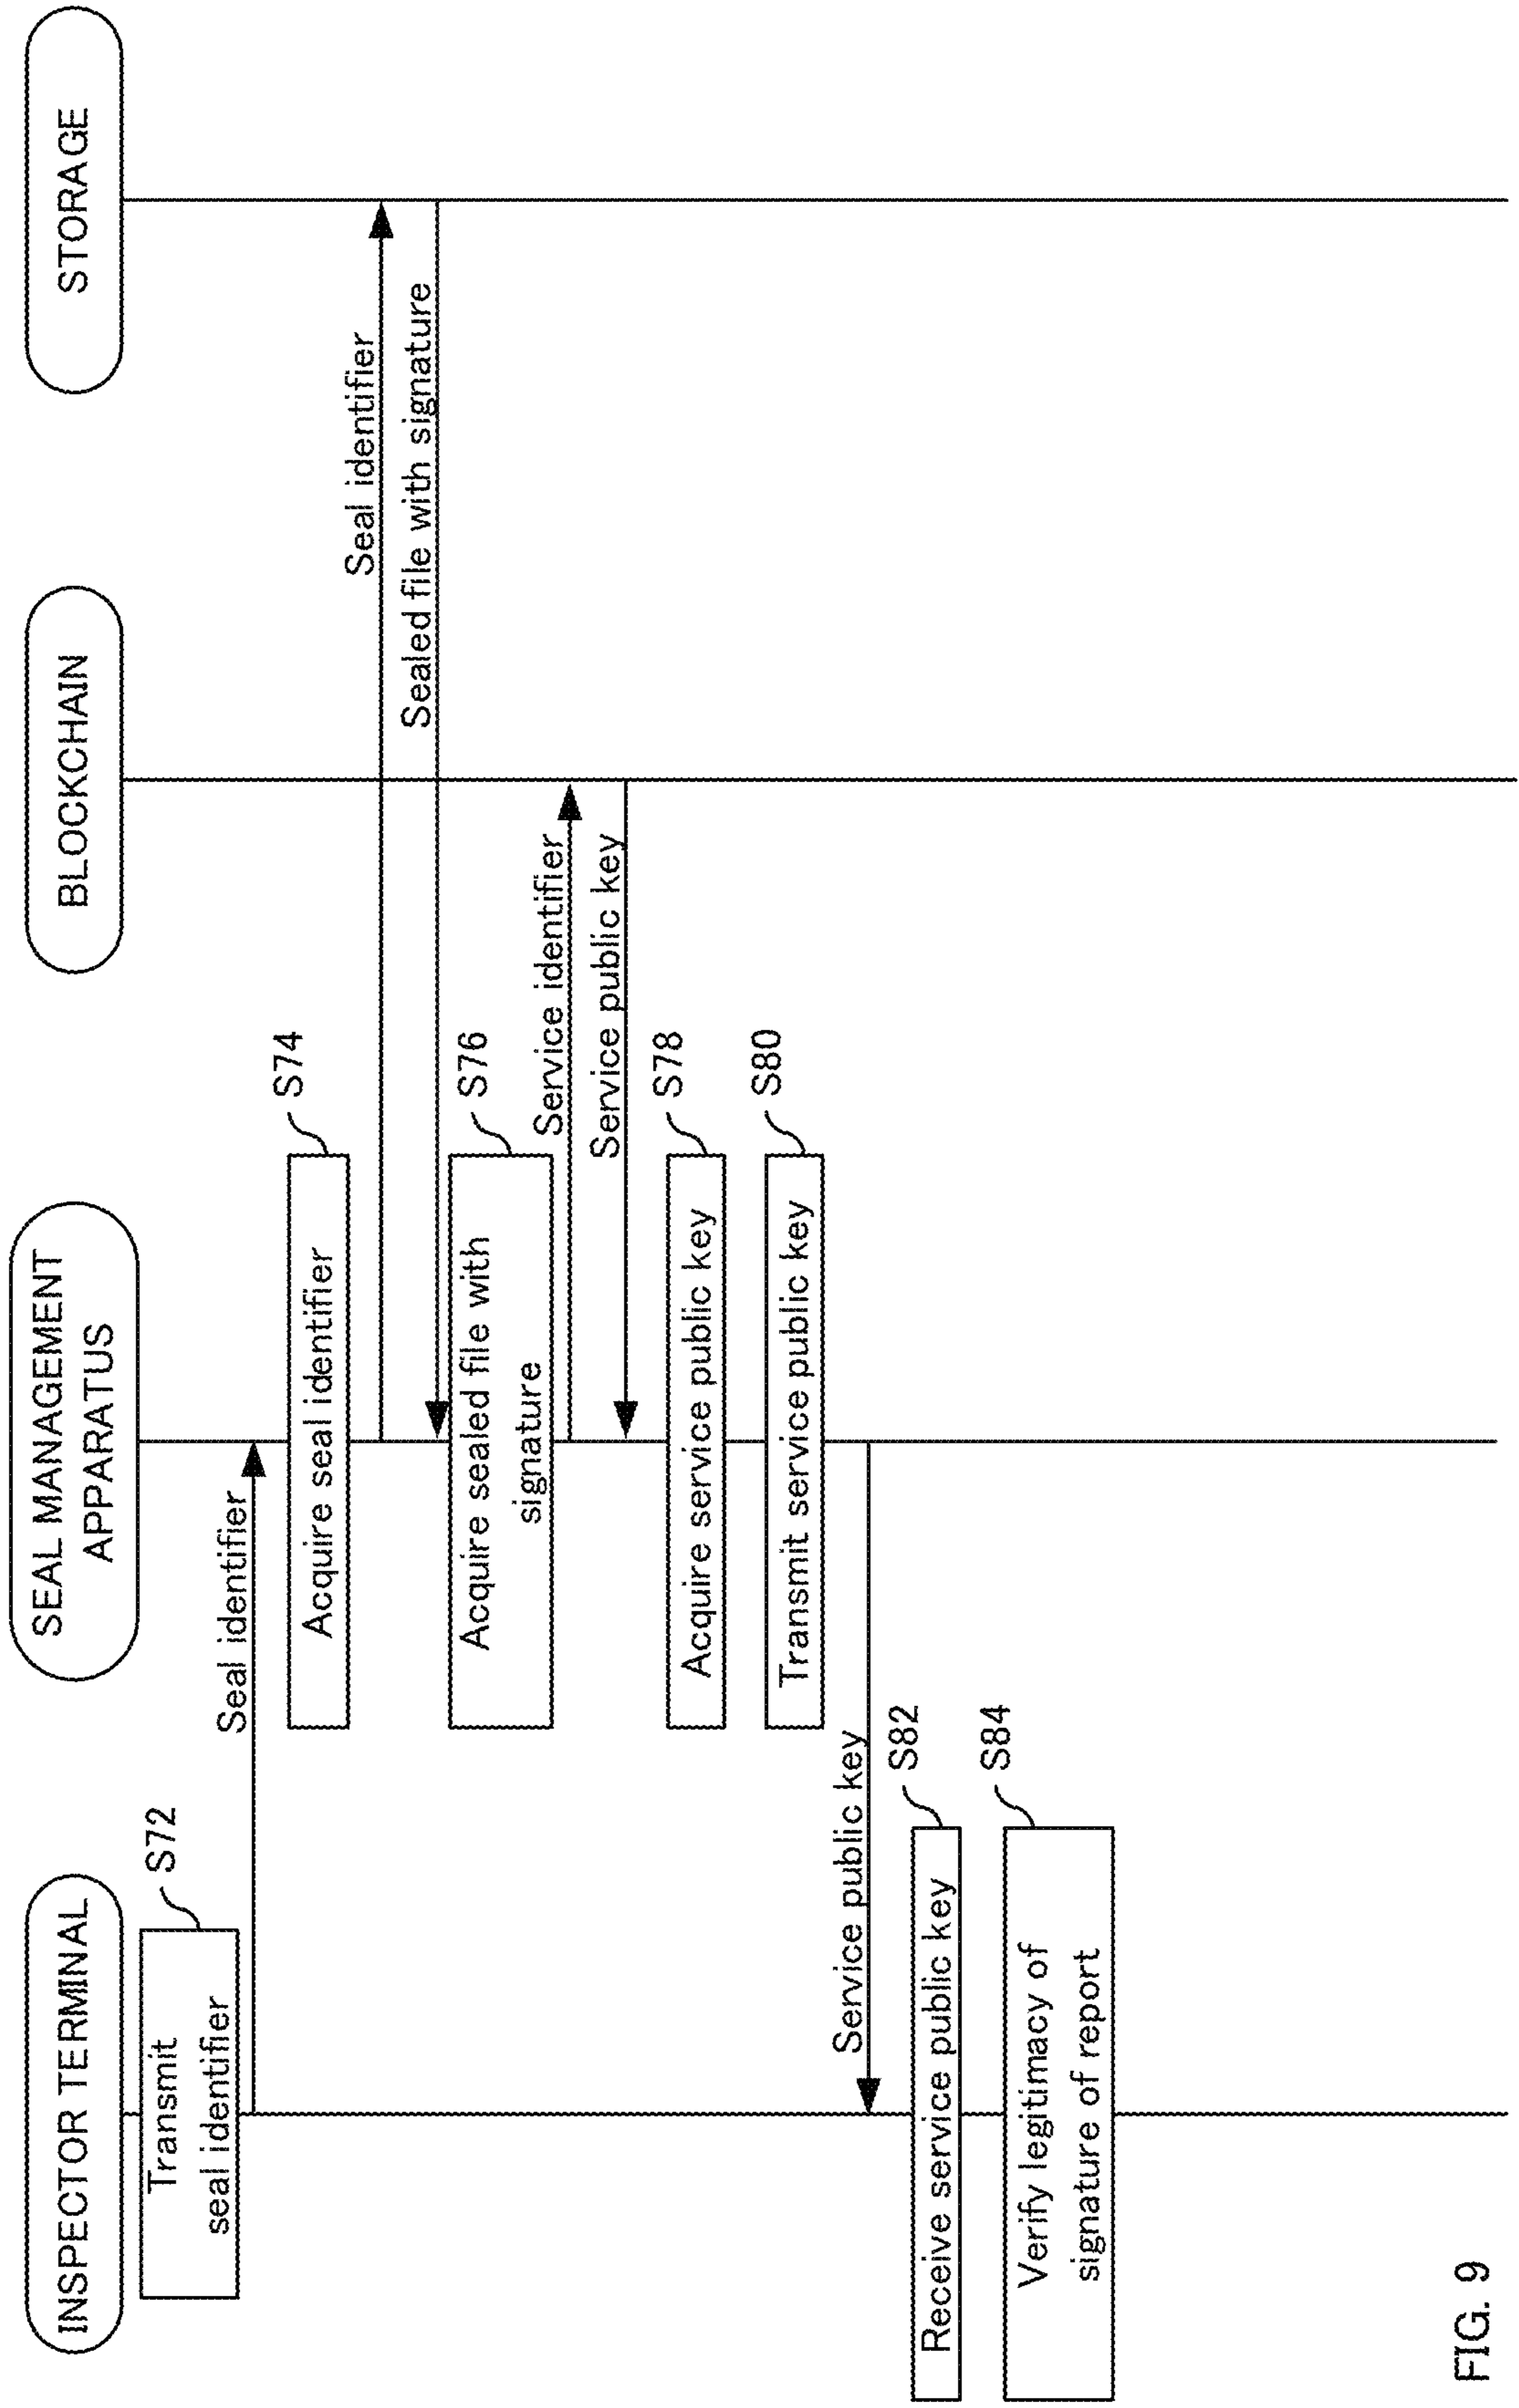 INSPECTOR TERMINAL
SEAL MANAGEMENT
APPARATUS
BLOCKCHAIN
STORAGE
Transmit
seal identifier
S72
Seal identifier
Acquire seal identifier
S74
Seal identifier
Sealed file with signature
Acquire sealed file with
signature
S76
Service identifier
Service public key
Acquire service public key
S78
Transmit service public key
S80
Service public key
Receive service public key
S82
Verify legitimacy of
signature of report
S84
FIG. 9